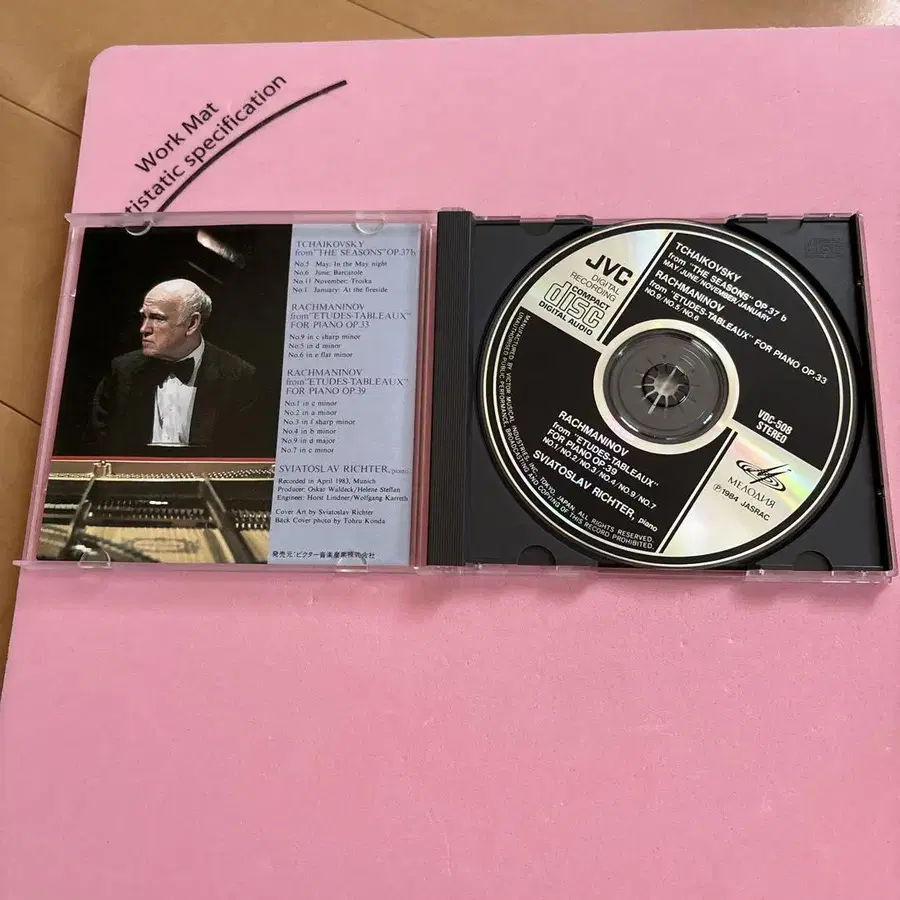 Work Mat
tistatic specification
TCHAIKOVSKY
from "THE SEASONS" OP.37b
No.5 May: In the May night
No.6 June: Barcarole
No.11 November: Troika
No.1 January: At the fireside
RACHMANINOV
from "ETUDES-TABLEAUX"
FOR PIANO OP.33
No.9 in c sharp minor
No.5 in d minor
No.6 in e flat minor
RACHMANINOV
from "ETUDES-TABLEAUX"
FOR PIANO OP.39
No.1 in c minor
No.2 in a minor
No.3 in f sharp minor
No.4 in b minor
No.9 in d major
No.7 in c minor
SVIATOSLAV RICHTER, piano
Recorded in April 1983, Munich
Producer: Oskar Waldeck/Helene Steffan
Engineer: Horst Lindner/Wolfgang Karreth
Cover Art by Sviatoslav Richter
Back Cover photo by Tohru Konda
発売元:ビクター音楽産業株式会社
JVC
DIGITAL
RECORDING
COMPACT
disc
DIGITAL AUDIO
TCHAIKOVSKY
from "THE SEASONS" OP.37 b
MAY/JUNE/NOVEMBER/JANUARY
RACHMANINOV
from "ETUDES-TABLEAUX" FOR PIANO OP.33
NO.9/NO.5/NO.6
VDC-508
STEREO
RACHMANINOV
from "ETUDES-TABLEAUX"
FOR PIANO OP.39
NO.1/NO.2/NO.3/NO.4/NO.9/NO.7
SVIATOSLAV RICHTER, piano
МЕЛОДИЯ
Ⓟ1984 JASRAC
MANUFACTURED BY VICTOR MUSICAL INDUSTRIES, INC. TOKYO, JAPAN. ALL RIGHTS RESERVED.
UNAUTHORISED PUBLIC PERFORMANCE, BROADCASTING AND COPYING OF THIS RECORD PROHIBITED.